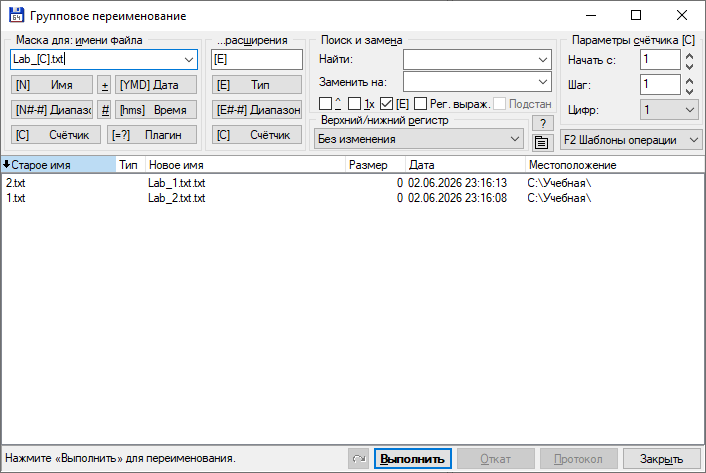 Групповое переименование
Маска для: имени файла
...расширения
Поиск и замена
Параметры счётчика [C]
Lab_[C].txt
[E]
Найти:
Начать с: 1
[N] Имя
+
[YMD] Дата
[E] Тип
Заменить на:
Шаг: 1
[N#-#] Диапазо
#
[hms] Время
[E#-#] Диапазон
^
1x
[E]
Рег. выраж.
Подстан
Цифр: 1
[C] Счётчик
[=?] Плагин
[C] Счётчик
Верхний/нижний регистр
?
Без изменения
F2 Шаблоны операции
Старое имя Тип Новое имя Размер Дата Местоположение
2.txt Lab_1.txt.txt 0 02.06.2026 23:16:13 C:\Учебная\
1.txt Lab_2.txt.txt 0 02.06.2026 23:16:08 C:\Учебная\
Нажмите «Выполнить» для переименования.
Выполнить
Откат
Протокол
Закрыть